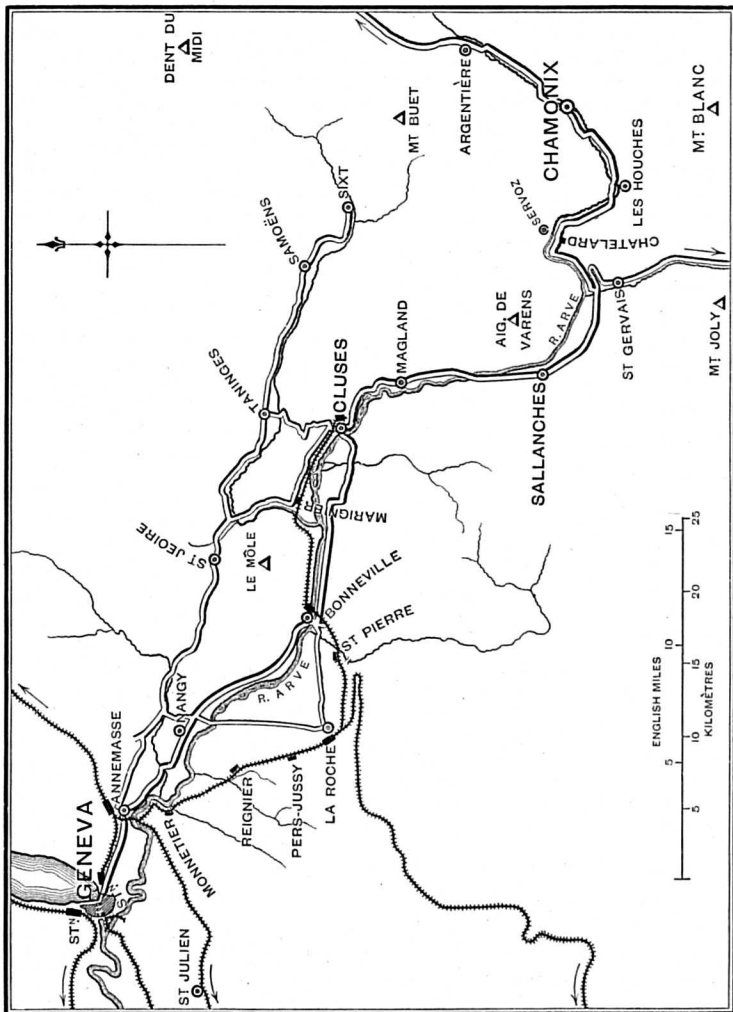 GENEVA
ST.N
ANNEMASSE
NANGY
MONNETIER
ST JULIEN
REIGNIER
PERS-JUSSY
LA ROCHE
R. ARVE
ST JEOIRE
LE MÔLE
BONNEVILLE
ST PIERRE
MARIGNIER
TANINGES
CLUSES
SAMOËNS
SIXT
MAGLAND
SALLANCHES
AIG. DE
VARENS
R. ARVE
ST GERVAIS
MT JOLY
SERVOZ
CHATELARD
LES HOUCHES
CHAMONIX
MT. BLANC
ARGENTIÈRE
MT BUET
DENT DU
MIDI
ENGLISH MILES
5 5 10 15
KILOMÈTRES
5 10 15 20 25